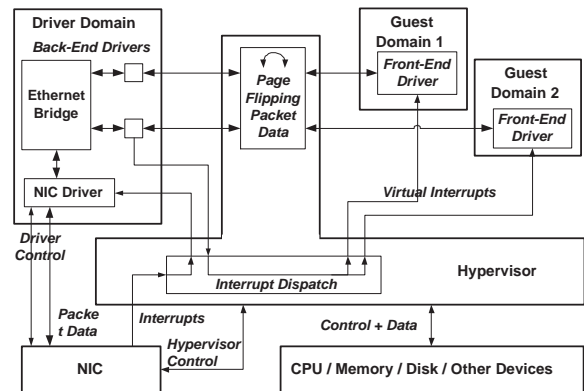 Driver Domain
Back-End Drivers
Ethernet
Bridge
NIC Driver
Page
Flipping
Packet
Data
Guest
Domain 1
Front-End
Driver
Guest
Domain 2
Front-End
Driver
Virtual Interrupts
Driver
Control
Interrupt Dispatch
Hypervisor
Packe
t Data
Interrupts
Hypervisor
Control
Control + Data
NIC
CPU / Memory / Disk / Other Devices